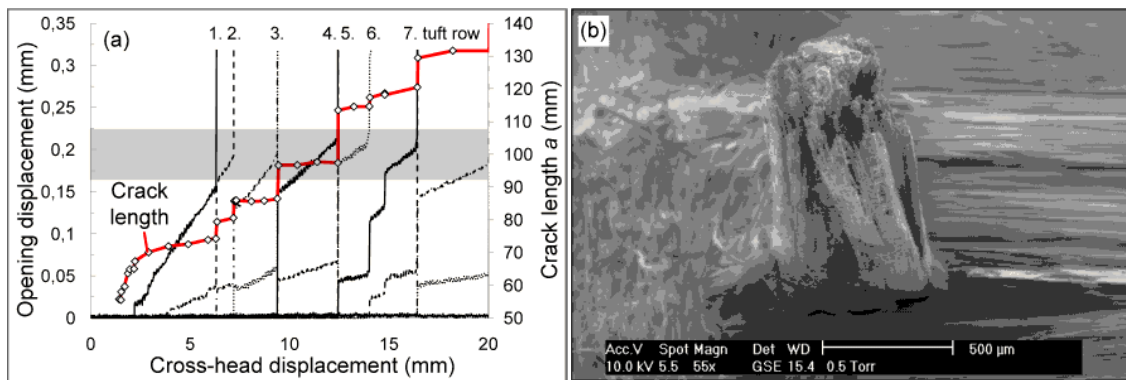 (a)
1. 2. 3. 4. 5. 6. 7. tuft row
Opening displacement (mm)
0,35
0,3
0,25
0,2
0,15
0,1
0,05
0
Crack
length
0 5 10 15 20
Cross-head displacement (mm)
140
130
120
110
100
90
80
70
60
50
Crack length a (mm)
(b)
Acc.V Spot Magn Det WD 500 µm
10.0 kV 5.5 55x GSE 15.4 0.5 Torr